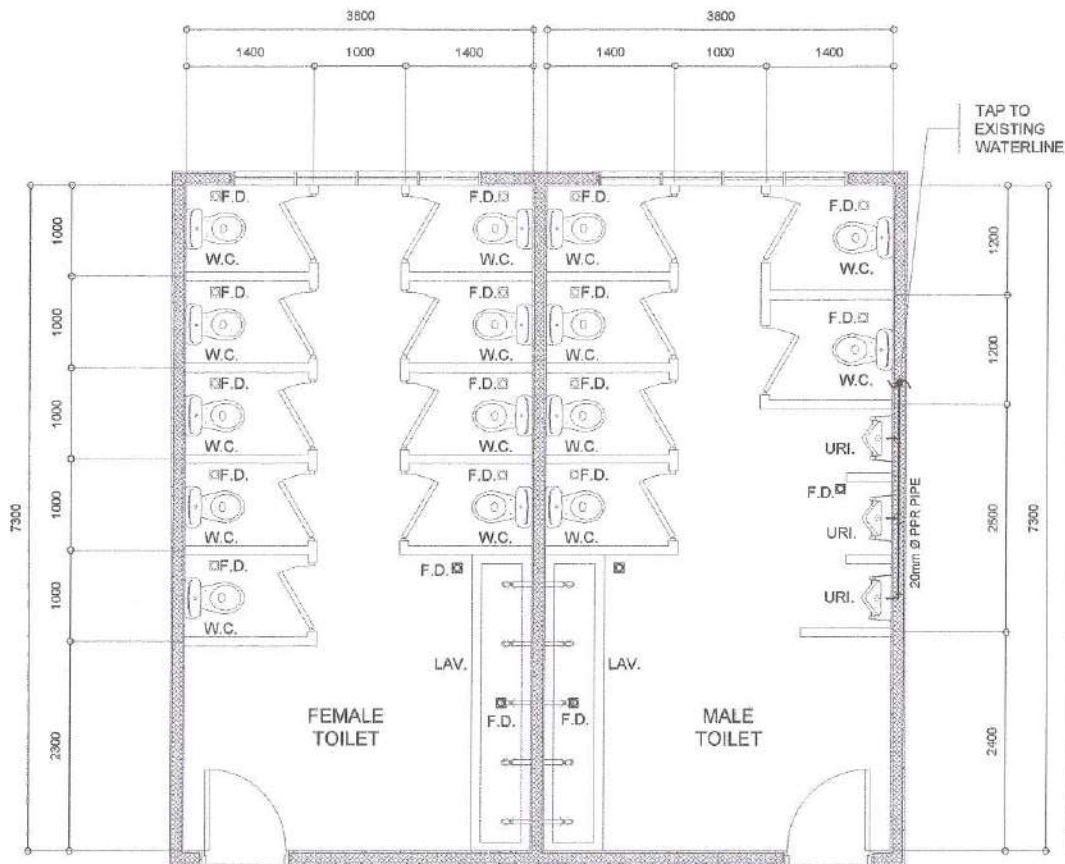 3800
3800
1400
1000
1400
1400
1000
1400
TAP TO
EXISTING
WATERLINE
F.D.
F.D.
F.D.
F.D.
W.C.
W.C.
W.C.
W.C.
1000
1200
F.D.
F.D.
F.D.
F.D.
W.C.
W.C.
W.C.
W.C.
1000
1200
F.D.
F.D.
F.D.
W.C.
W.C.
W.C.
1000
URI.
F.D.
F.D.
F.D.
F.D.
W.C.
W.C.
W.C.
URI.
1000
7300
2500
7300
20mm Ø PPR PIPE
F.D.
F.D.
W.C.
URI.
1000
LAV.
LAV.
F.D.
F.D.
FEMALE
TOILET
MALE
TOILET
2300
2400